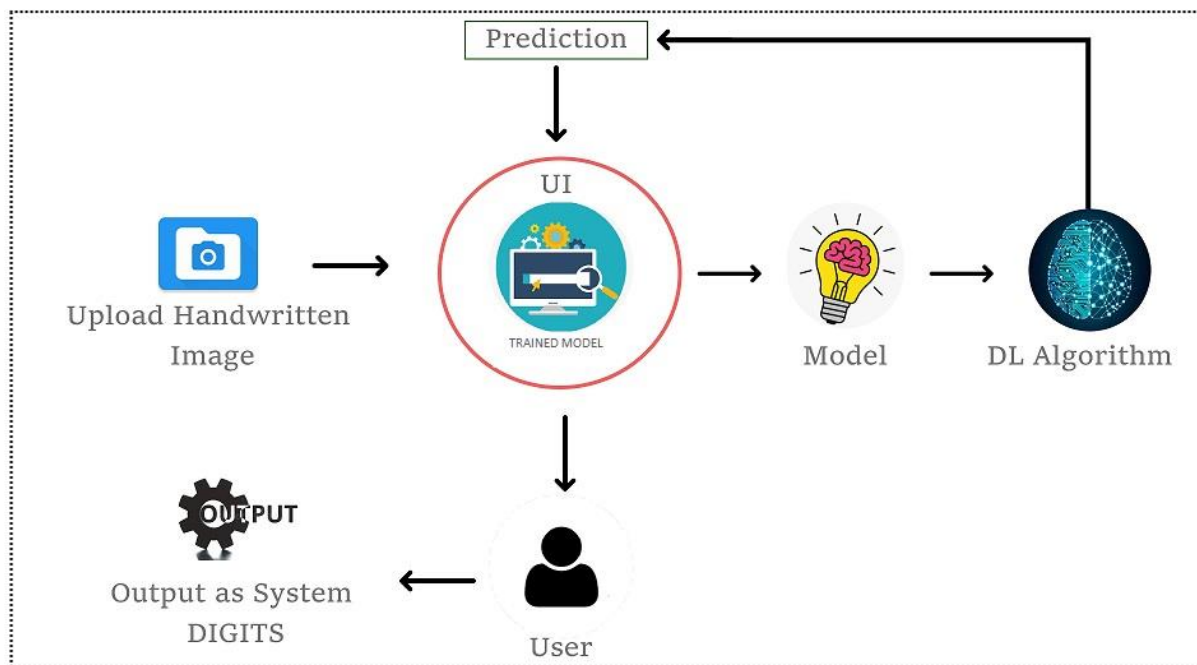 Prediction
UI
TRAINED MODEL
Upload Handwritten
Image
Model
DL Algorithm
OUTPUT
Output as System
DIGITS
User